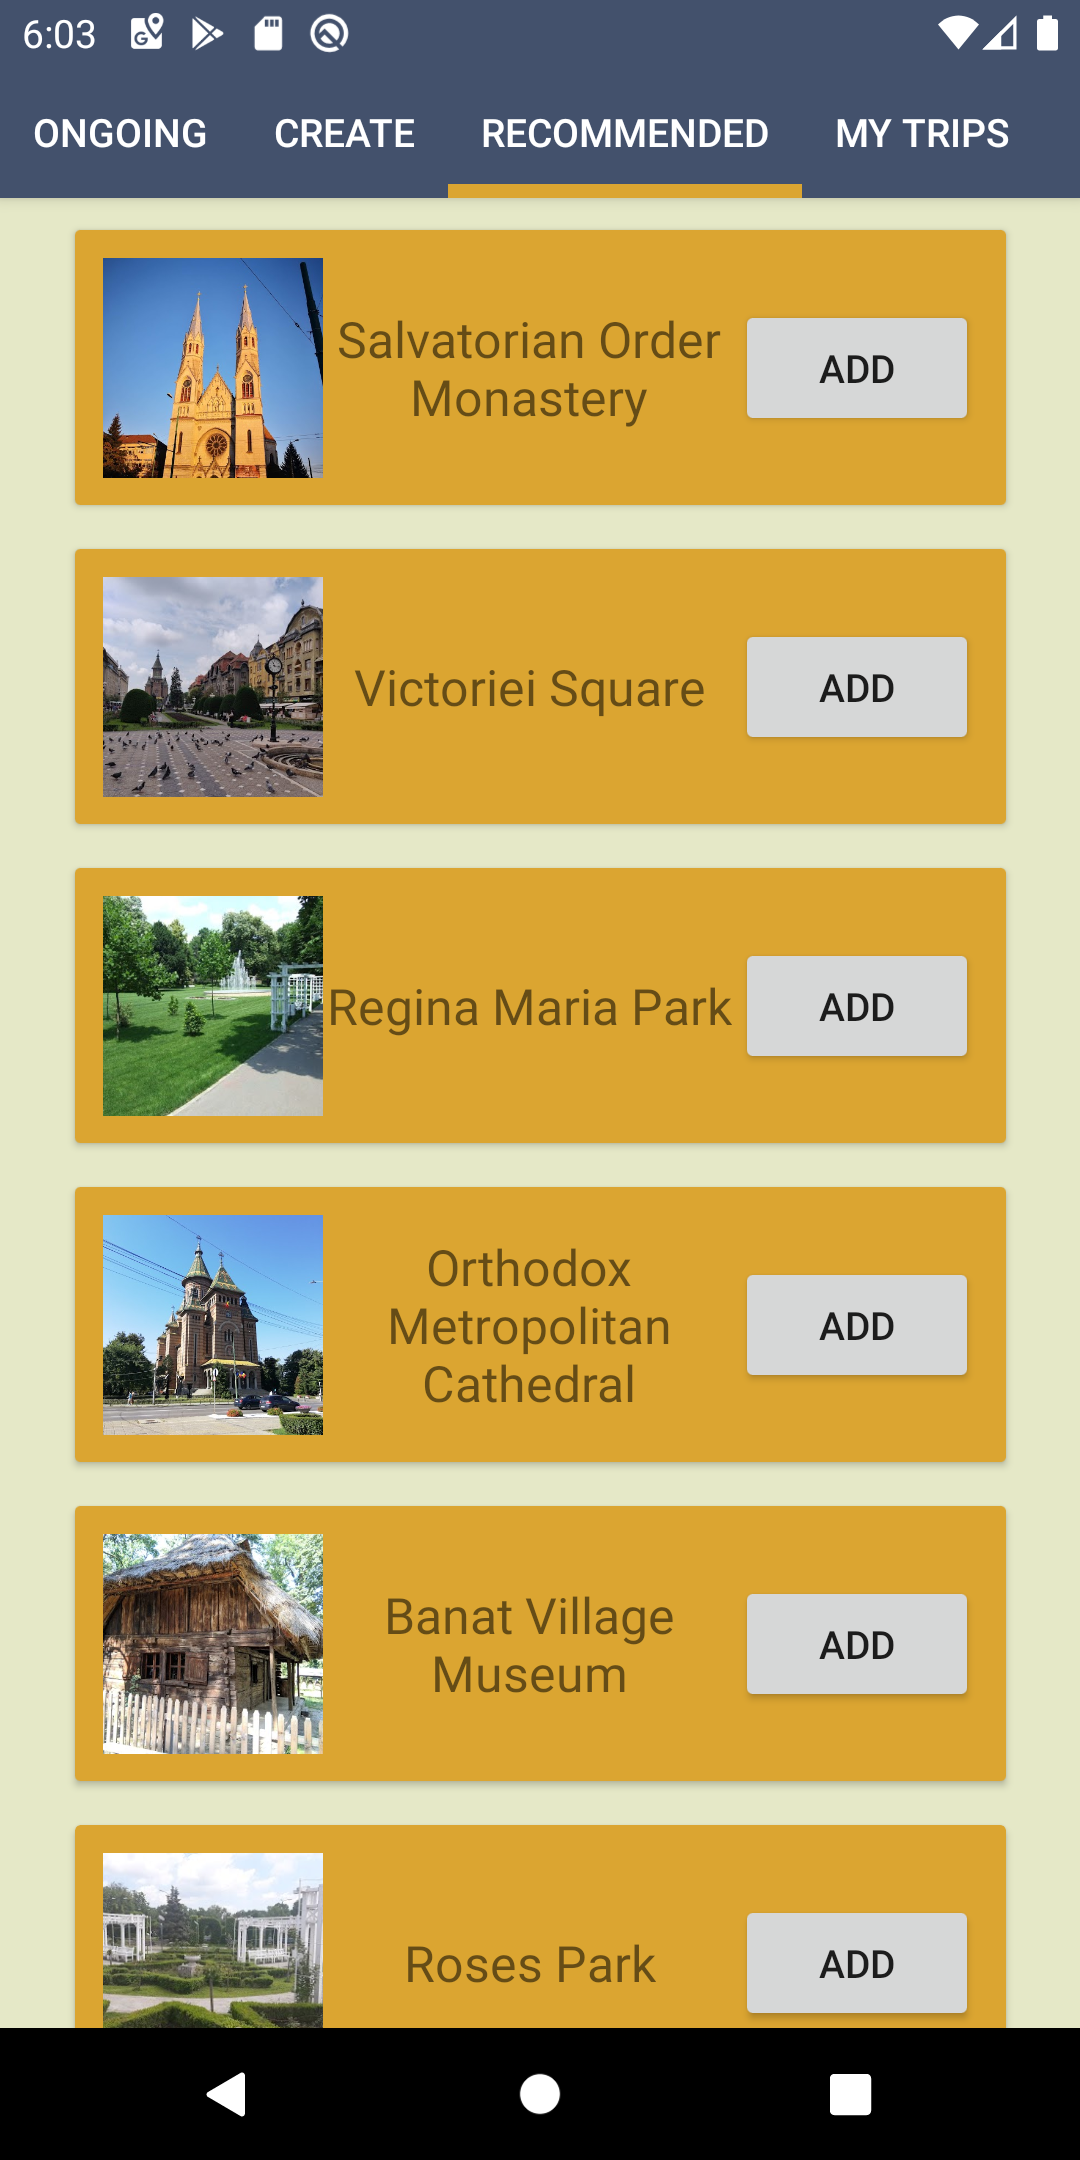 6:03
ONGOING
CREATE
RECOMMENDED
MY TRIPS
Salvatorian Order
Monastery
ADD
Victoriei Square
ADD
Regina Maria Park
ADD
Orthodox
Metropolitan
Cathedral
ADD
Banat Village
Museum
ADD
Roses Park
ADD